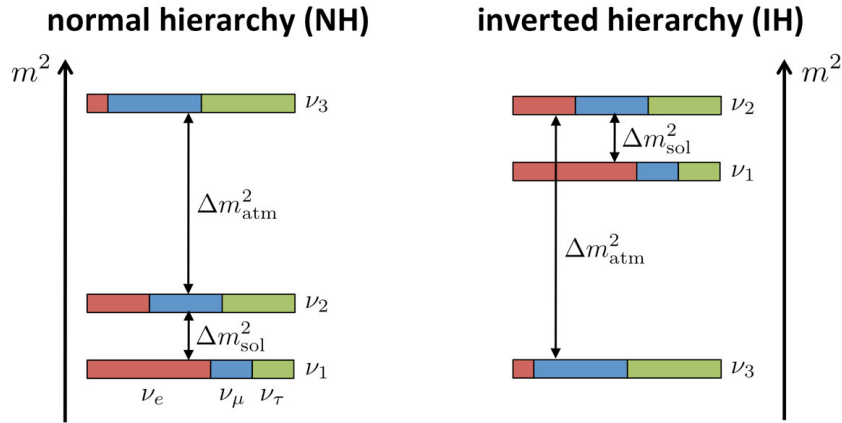 normal hierarchy (NH)
m²
ν₃
Δm²atm
ν₂
Δm²sol
ν₁
νe νμ ντ
inverted hierarchy (IH)
m²
ν₂
Δm²sol
ν₁
Δm²atm
ν₃